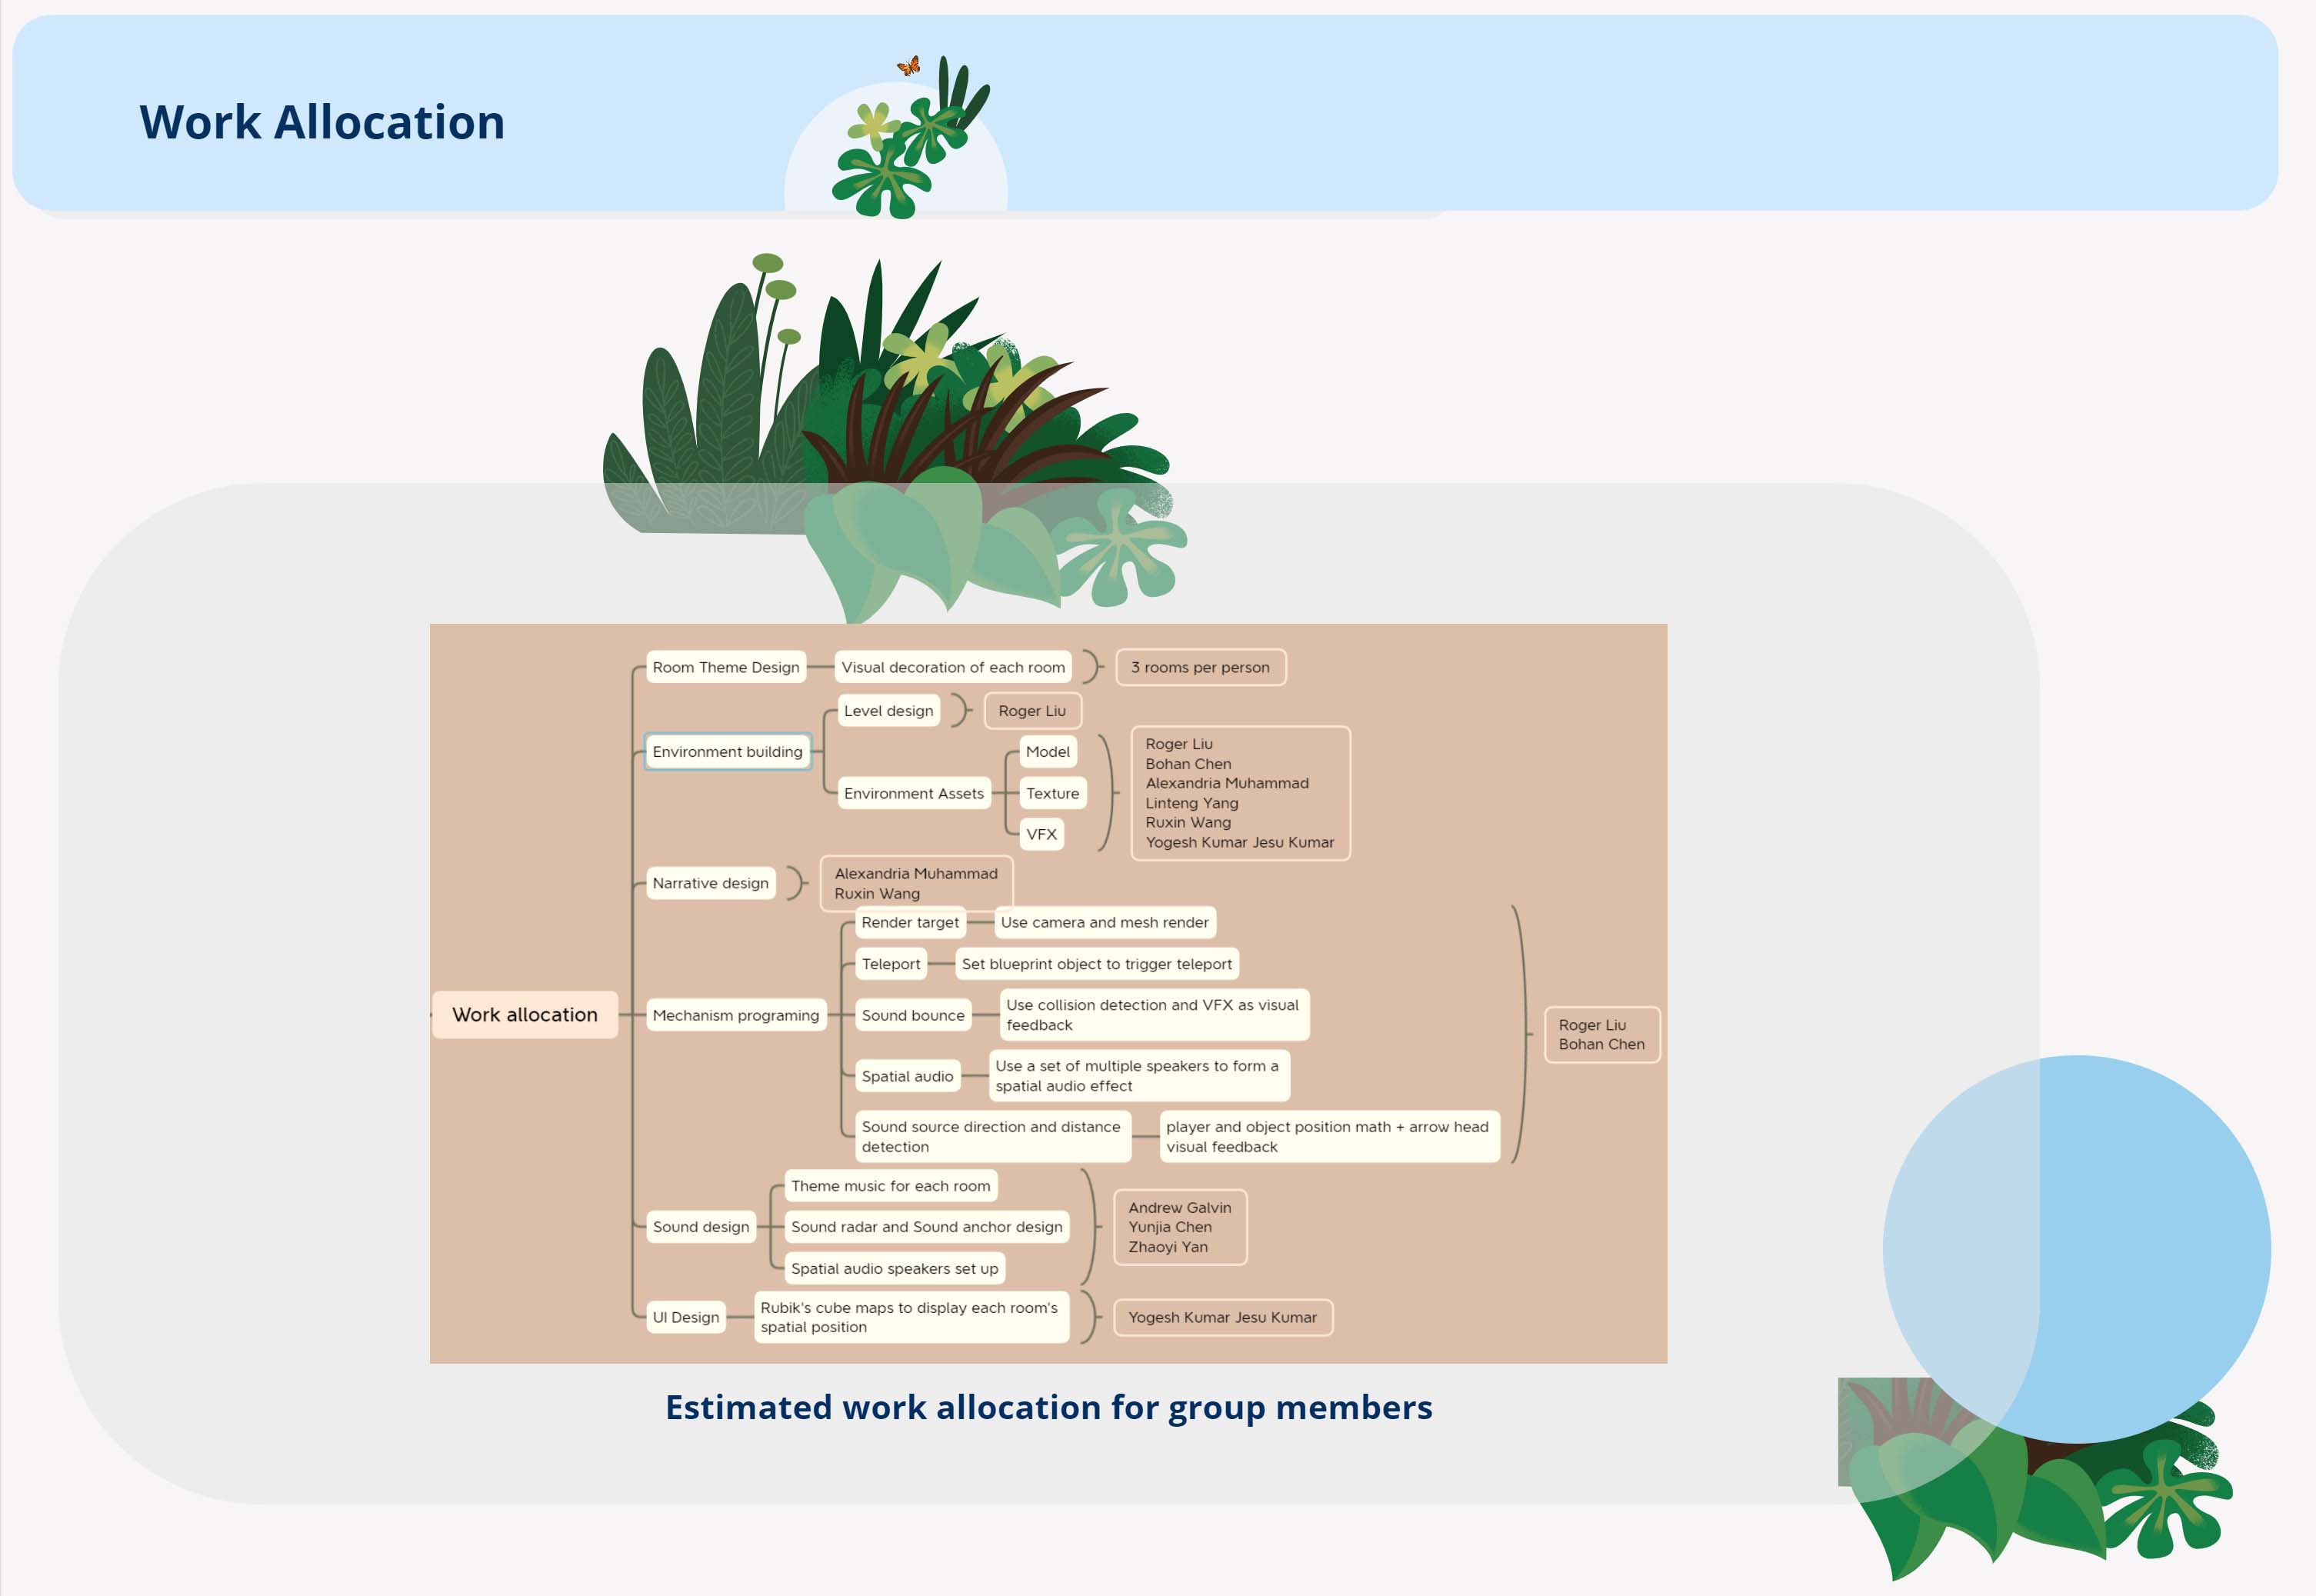 Work Allocation
Room Theme Design
Visual decoration of each room
3 rooms per person
Level design
Roger Liu
Environment building
Model
Environment Assets
Texture
VFX
Roger Liu
Bohan Chen
Alexandria Muhammad
Linteng Yang
Ruxin Wang
Yogesh Kumar Jesu Kumar
Narrative design
Alexandria Muhammad
Ruxin Wang
Work allocation
Mechanism programing
Render target
Use camera and mesh render
Teleport
Set blueprint object to trigger teleport
Sound bounce
Use collision detection and VFX as visual
feedback
Spatial audio
Use a set of multiple speakers to form a
spatial audio effect
Sound source direction and distance
detection
player and object position math + arrow head
visual feedback
Roger Liu
Bohan Chen
Sound design
Theme music for each room
Sound radar and Sound anchor design
Spatial audio speakers set up
Andrew Galvin
Yunjia Chen
Zhaoyi Yan
UI Design
Rubik's cube maps to display each room's
spatial position
Yogesh Kumar Jesu Kumar
Estimated work allocation for group members